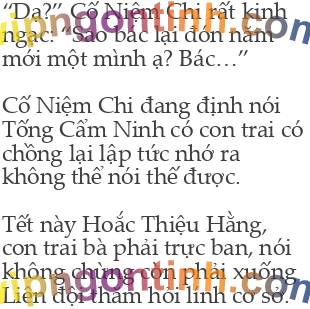 “Dạ?” Cố Niệm Chi rất kinh
ngạc: “Sao bác lại đón năm
mới một mình ạ? Bác…”
Cố Niệm Chi đang định nói
Tống Cẩm Ninh có con trai có
chồng lại lập tức nhớ ra
không thể nói thế được.
Tết này Hoắc Thiệu Hằng,
con trai bà phải trực ban, nói
không chừng còn phải xuống
Liên đội thăm hỏi lính cơ sở.
vipngontinh.com
vipngontinh.com